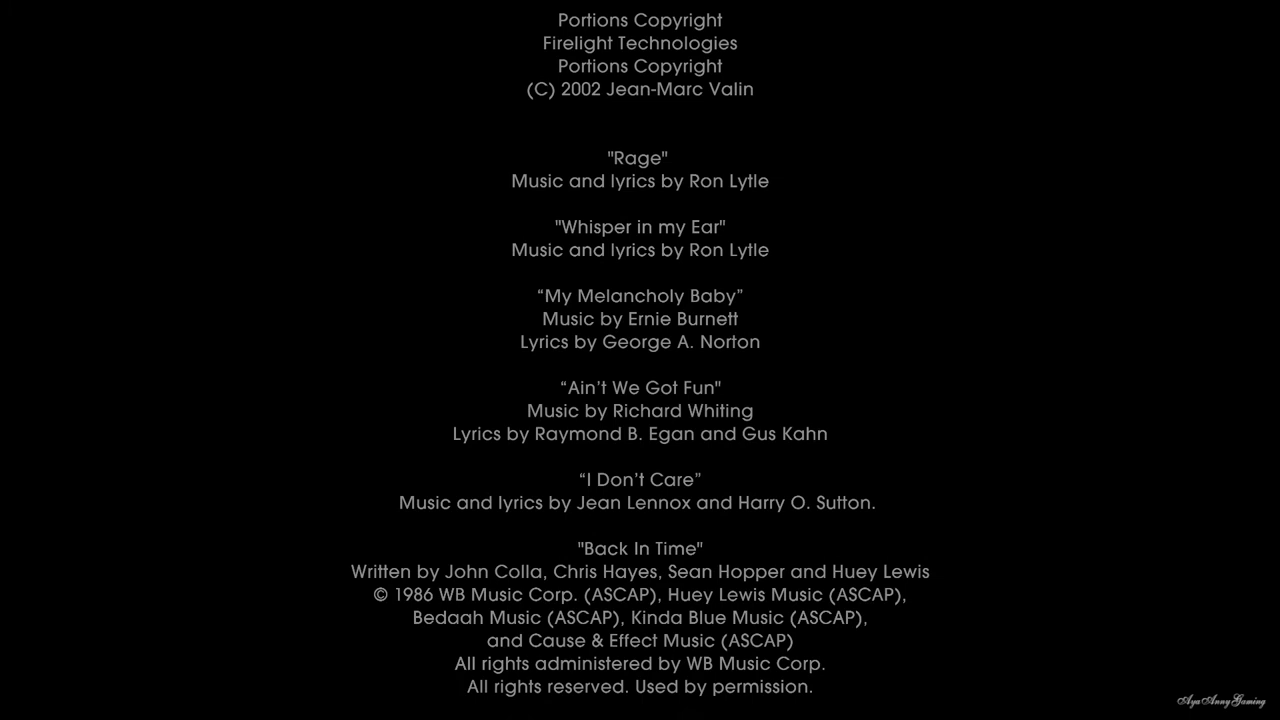 Portions Copyright
Firelight Technologies
Portions Copyright
(C) 2002 Jean-Marc Valin
"Rage"
Music and lyrics by Ron Lytle
"Whisper in my Ear"
Music and lyrics by Ron Lytle
“My Melancholy Baby”
Music by Ernie Burnett
Lyrics by George A. Norton
“Ain’t We Got Fun"
Music by Richard Whiting
Lyrics by Raymond B. Egan and Gus Kahn
“I Don’t Care”
Music and lyrics by Jean Lennox and Harry O. Sutton.
"Back In Time"
Written by John Colla, Chris Hayes, Sean Hopper and Huey Lewis
© 1986 WB Music Corp. (ASCAP), Huey Lewis Music (ASCAP),
Bedaah Music (ASCAP), Kinda Blue Music (ASCAP),
and Cause & Effect Music (ASCAP)
All rights administered by WB Music Corp.
All rights reserved. Used by permission.
AyaAnnyGaming